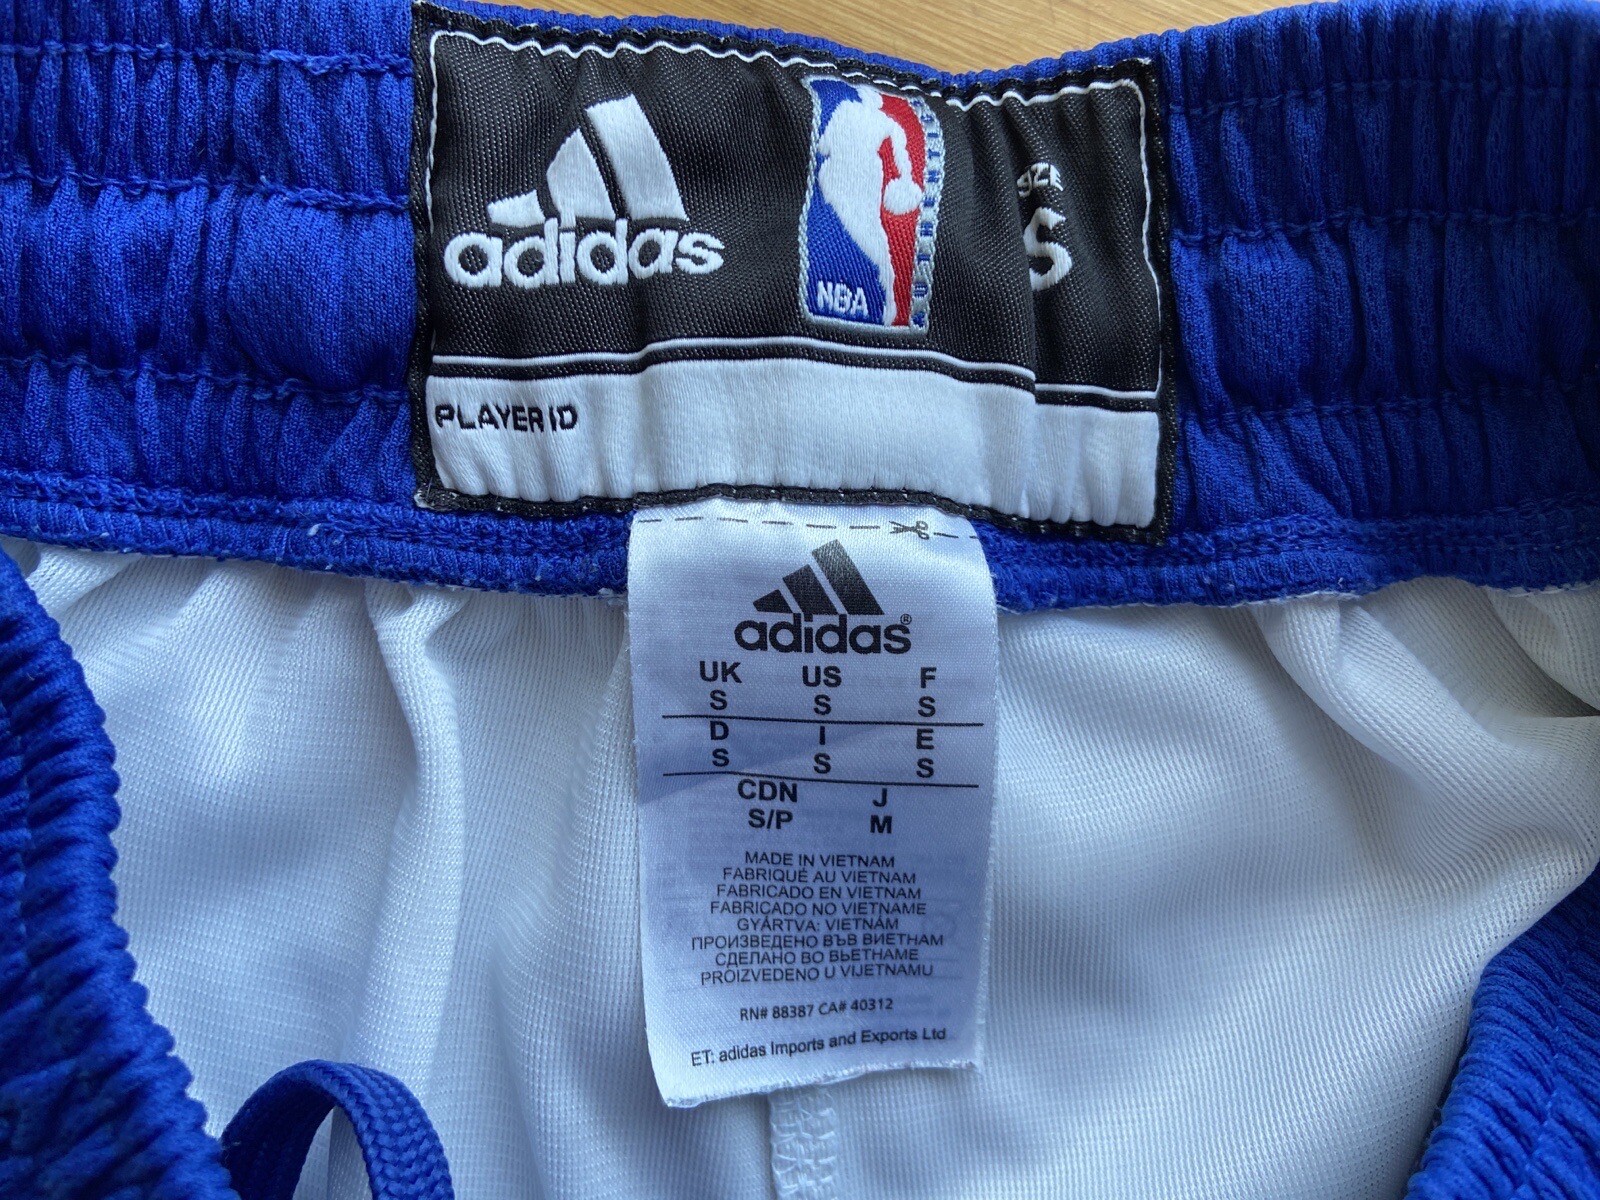 adidas
NBA
AUTHENTIC
S
PLAYER ID
adidas®
UK US F
S S S
D I E
S S S
CDN J
S/P M
MADE IN VIETNAM
FABRIQUÉ AU VIETNAM
FABRICADO EN VIETNAM
FABRICADO NO VIETNAME
GYÁRTVA: VIETNÁM
ПРОИЗВЕДЕНО ВЪВ ВИЕТНАМ
СДЕЛАНО ВО ВЬЕТНАМЕ
PROIZVEDENO U VIJETNAMU
RN# 88387 CA# 40312
ET: adidas Imports and Exports Ltd